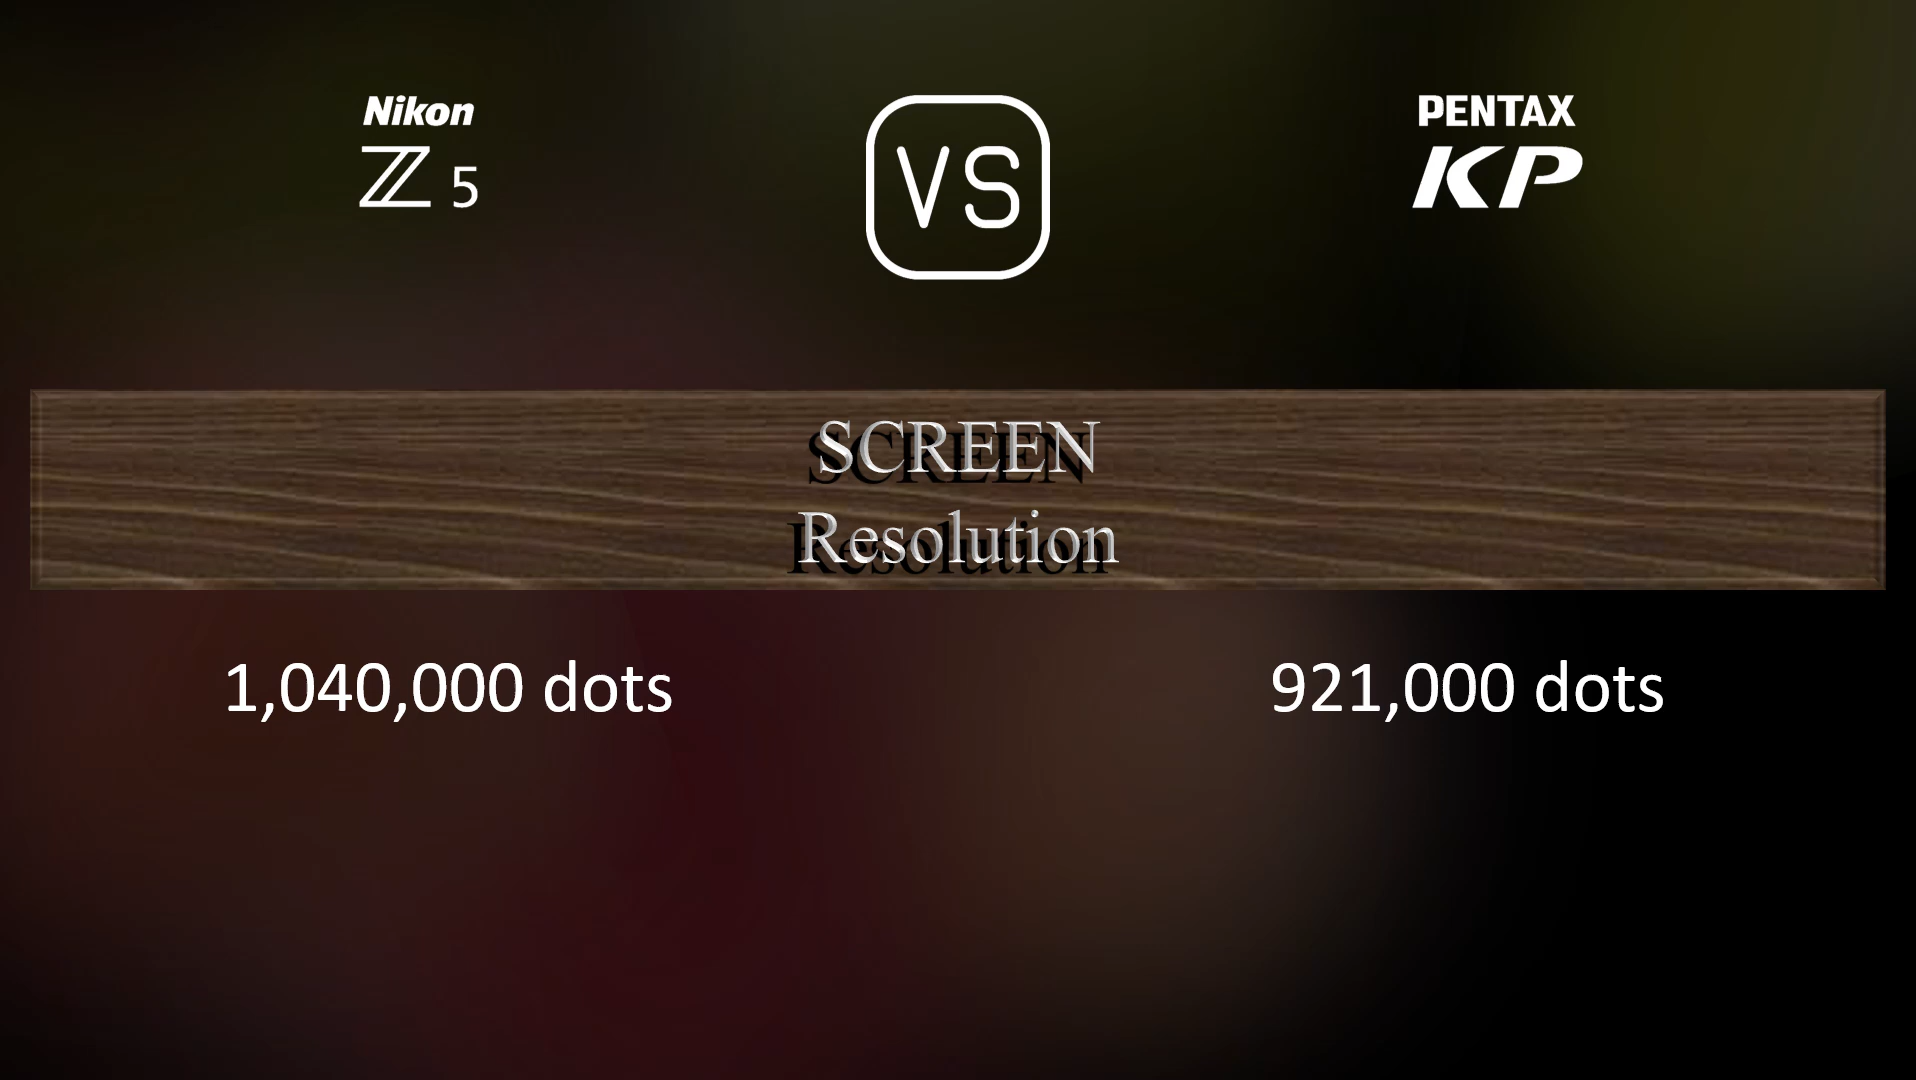 Nikon
Z 5
VS
PENTAX
KP
SCREEN
Resolution
1,040,000 dots
921,000 dots